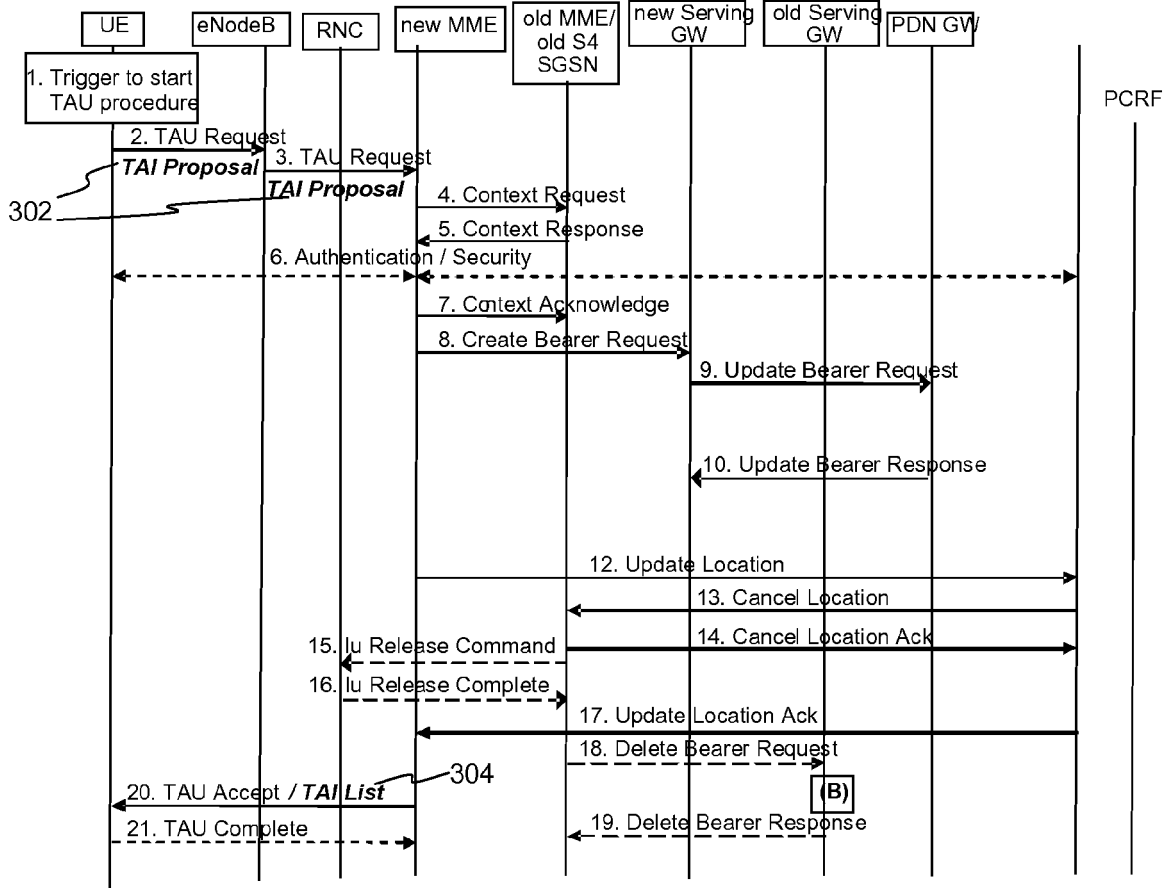 UE
eNodeB
RNC
new MME
old MME/
old S4
SGSN
new Serving
GW
old Serving
GW
PDN GW
PCRF
1. Trigger to start
TAU procedure
2. TAU Request
TAI Proposal
3. TAU Request
TAI Proposal
302
4. Context Request
5. Context Response
6. Authentication / Security
7. Context Acknowledge
8. Create Bearer Request
9. Update Bearer Request
10. Update Bearer Response
12. Update Location
13. Cancel Location
14. Cancel Location Ack
15. Iu Release Command
16. Iu Release Complete
17. Update Location Ack
18. Delete Bearer Request
304
20. TAU Accept / TAI List
(B)
19. Delete Bearer Response
21. TAU Complete